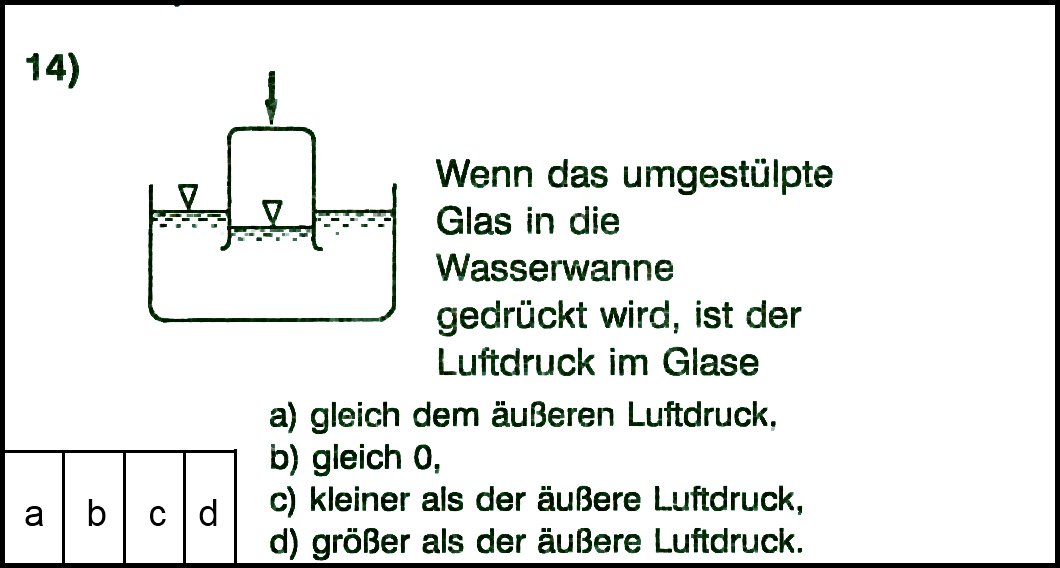 14)
Wenn das umgestülpte
Glas in die
Wasserwanne
gedrückt wird, ist der
Luftdruck im Glase
a) gleich dem äußeren Luftdruck,
b) gleich 0,
c) kleiner als der äußere Luftdruck,
d) größer als der äußere Luftdruck.
a b c d